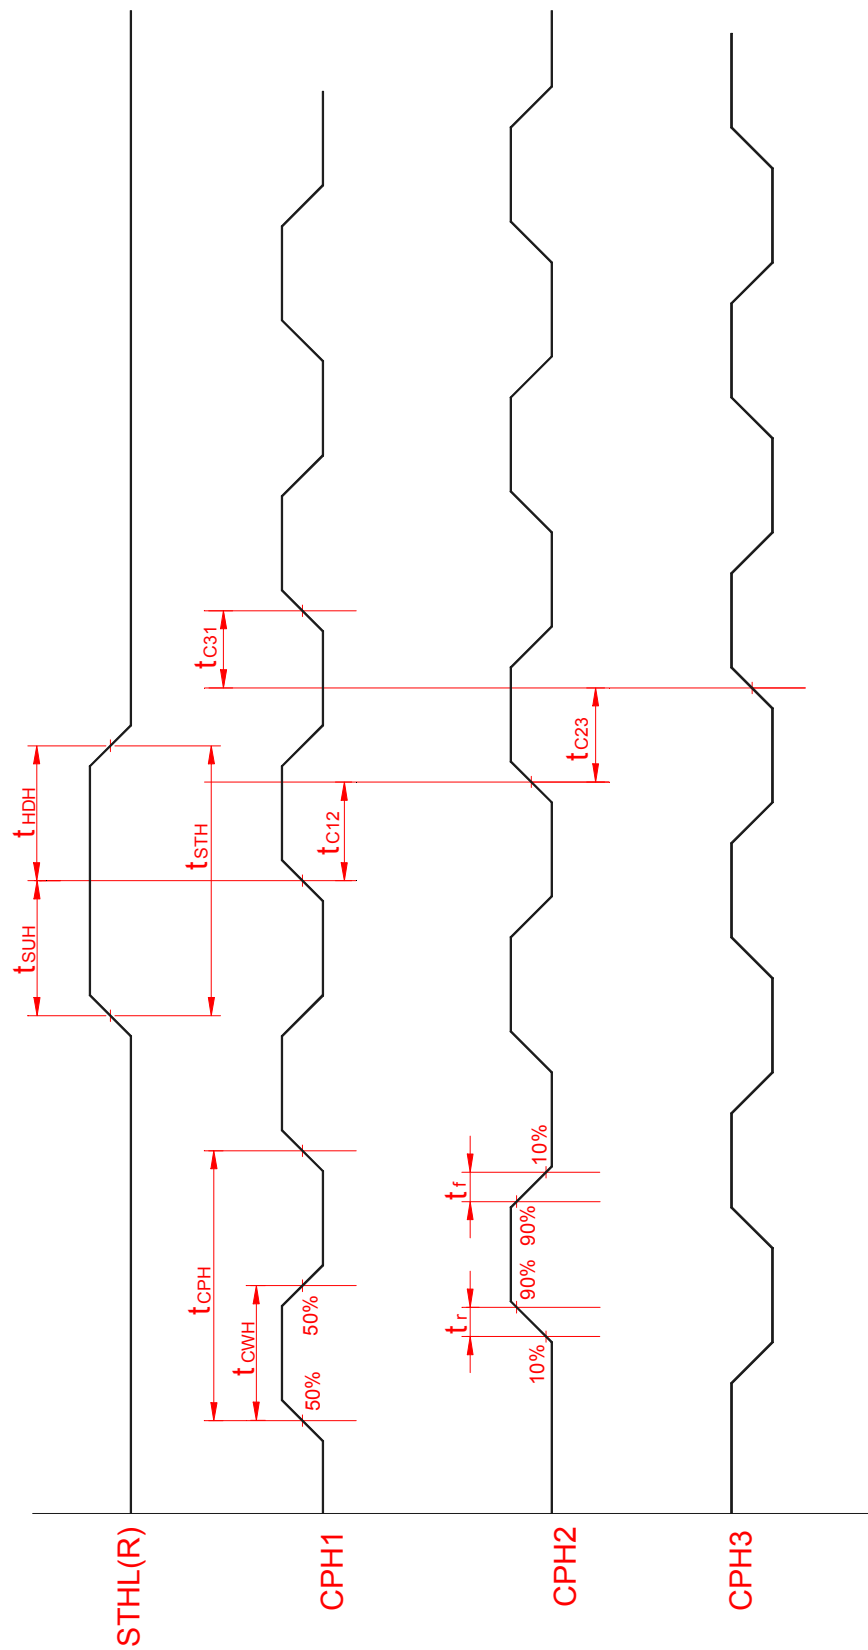 STHL(R)
tSUH
tHDH
tSTH
CPH1
tCWH
50%
50%
tCPH
tC12
tC31
CPH2
tr
10%
90%
tf
90%
10%
tC23
CPH3